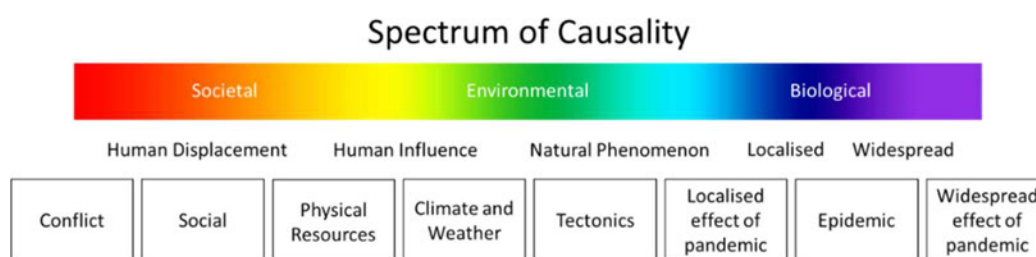 Spectrum of Causality
Societal Environmental Biological
Human Displacement Human Influence Natural Phenomenon Localised Widespread
Conflict
Social
Physical
Resources
Climate and
Weather
Tectonics
Localised
effect of
pandemic
Epidemic
Widespread
effect of
pandemic